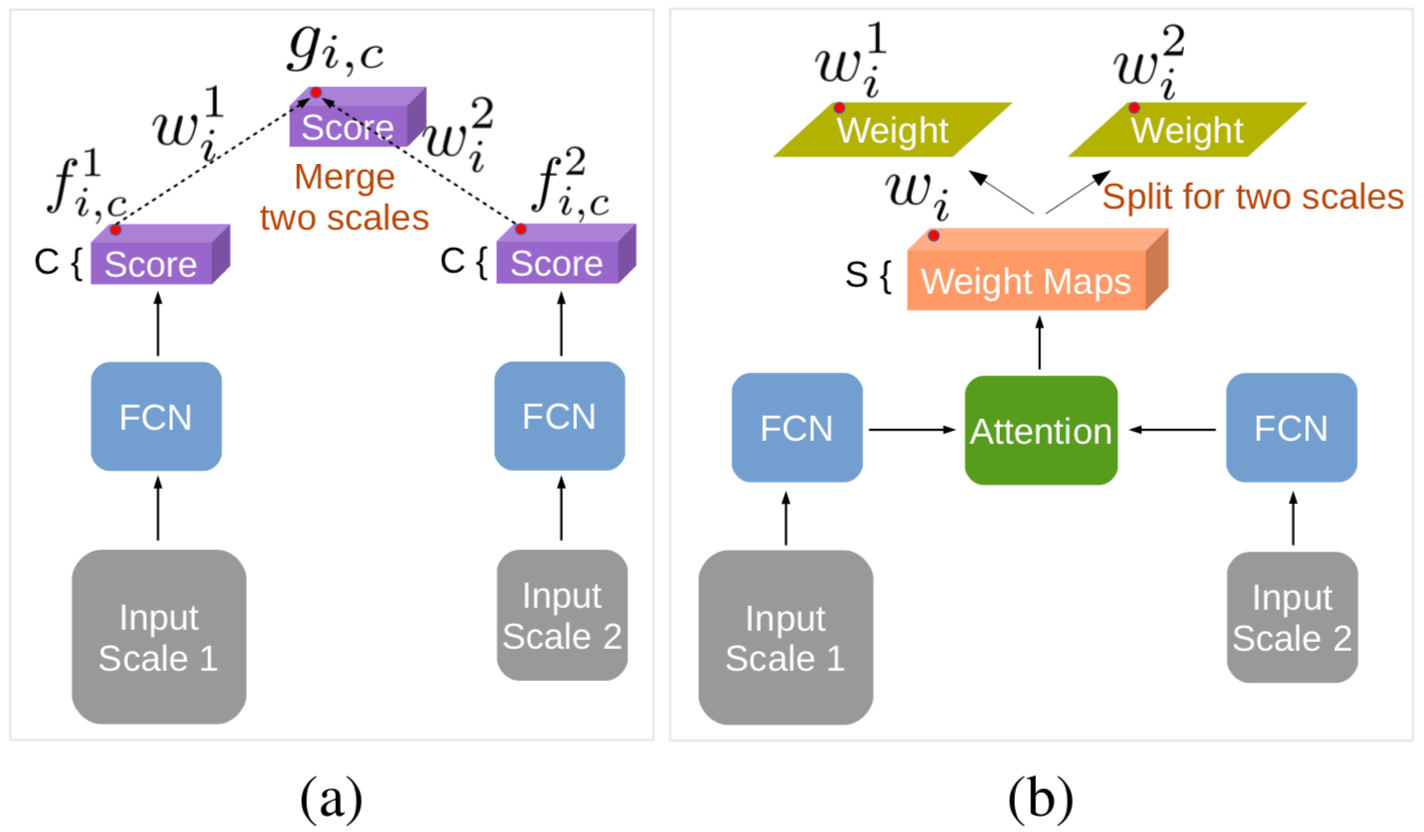 g_{i,c}
Score
w_i^1
w_i^2
Merge
two scales
f_{i,c}^1
f_{i,c}^2
C {
Score
C {
Score
FCN
FCN
Input
Scale 1
Input
Scale 2
(a)
w_i^1
w_i^2
Weight
Weight
w_i
Split for two scales
S {
Weight Maps
FCN
Attention
FCN
Input
Scale 1
Input
Scale 2
(b)